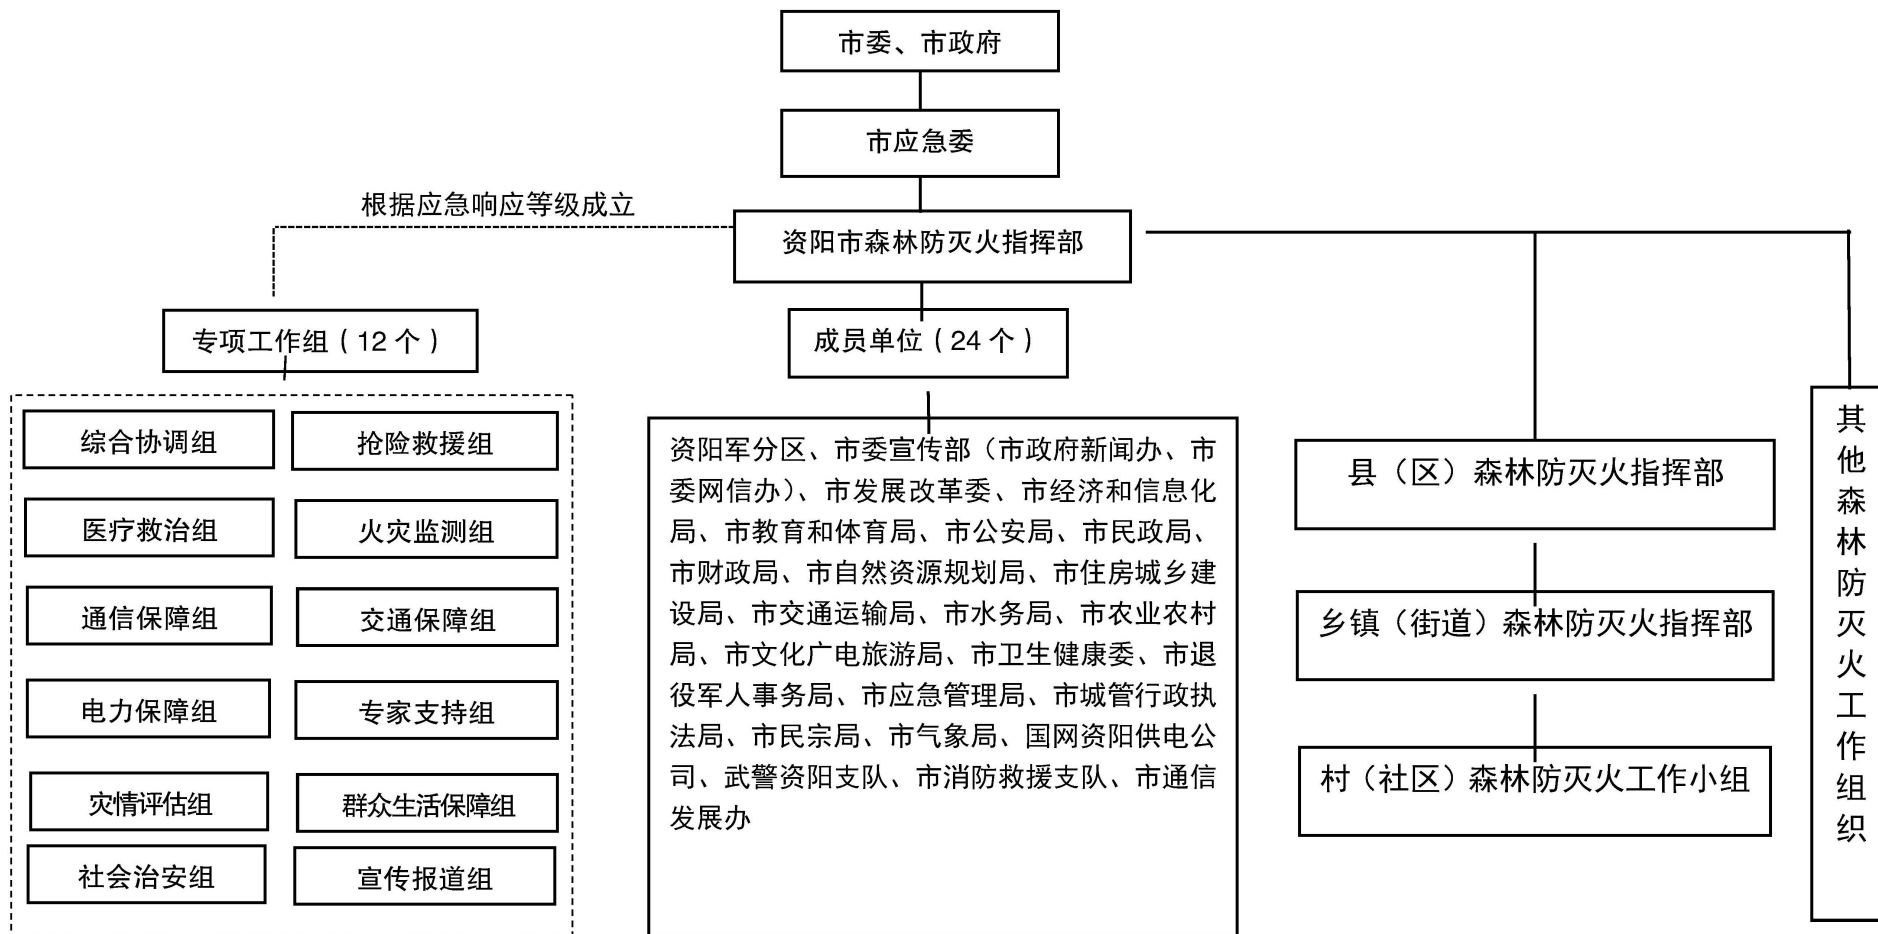 市委、市政府
市应急委
根据应急响应等级成立
资阳市森林防灭火指挥部
专项工作组（12 个）
综合协调组
抢险救援组
医疗救治组
火灾监测组
通信保障组
交通保障组
电力保障组
专家支持组
灾情评估组
群众生活保障组
社会治安组
宣传报道组
成员单位（24 个）
资阳军分区、市委宣传部（市政府新闻办、市
委网信办）、市发展改革委、市经济和信息化
局、市教育和体育局、市公安局、市民政局、
市财政局、市自然资源规划局、市住房城乡建
设局、市交通运输局、市水务局、市农业农村
局、市文化广电旅游局、市卫生健康委、市退
役军人事务局、市应急管理局、市城管行政执
法局、市民宗局、市气象局、国网资阳供电公
司、武警资阳支队、市消防救援支队、市通信
发展办
县（区）森林防灭火指挥部
乡镇（街道）森林防灭火指挥部
村（社区）森林防灭火工作小组
其他森林防灭火工作组织